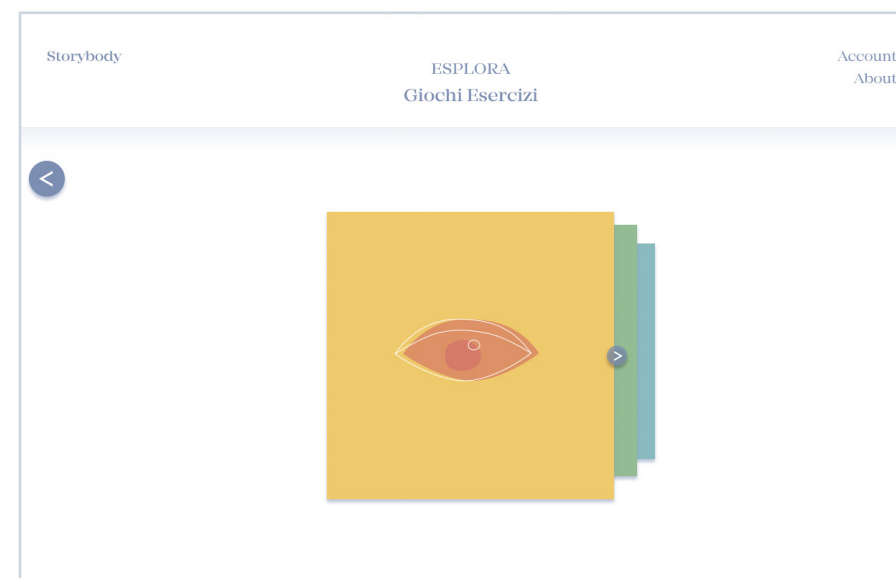 Storybody
ESPLORA
Giochi Esercizi
Account
About
<
>